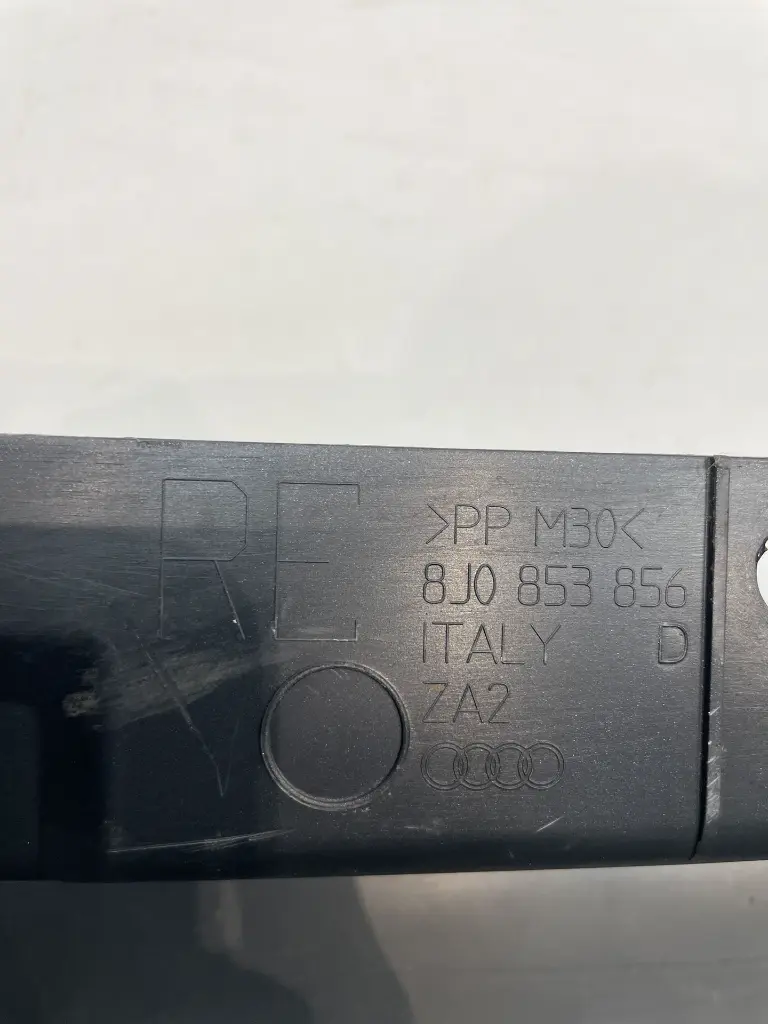 RE
>PP M30<
8J0 853 856
ITALY D
ZA2